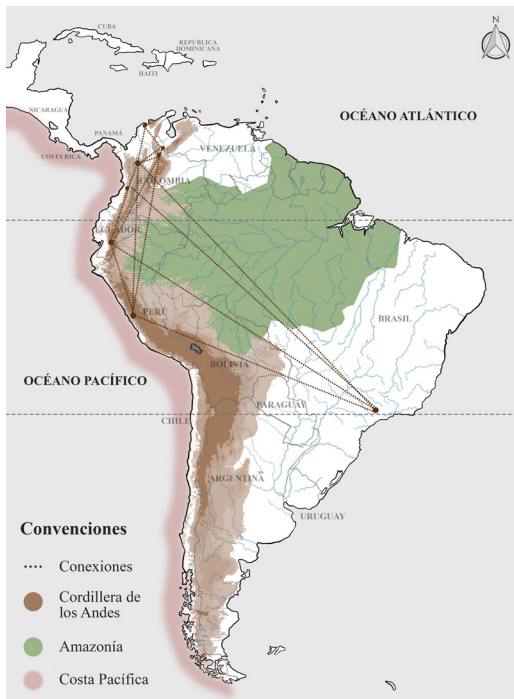 CUBA
N
REPÚBLICA
DOMINICANA
HAITI
NICARAGUA
OCÉANO ATLÁNTICO
PANAMÁ
COSTA RICA
VENEZUELA
COLOMBIA
ECUADOR
PERÚ
BRASIL
OCÉANO PACÍFICO
BOLIVIA
PARAGUAY
CHILE
ARGENTINA
URUGUAY
Convenciones
Conexiones
Cordillera de
los Andes
Amazonía
Costa Pacífica